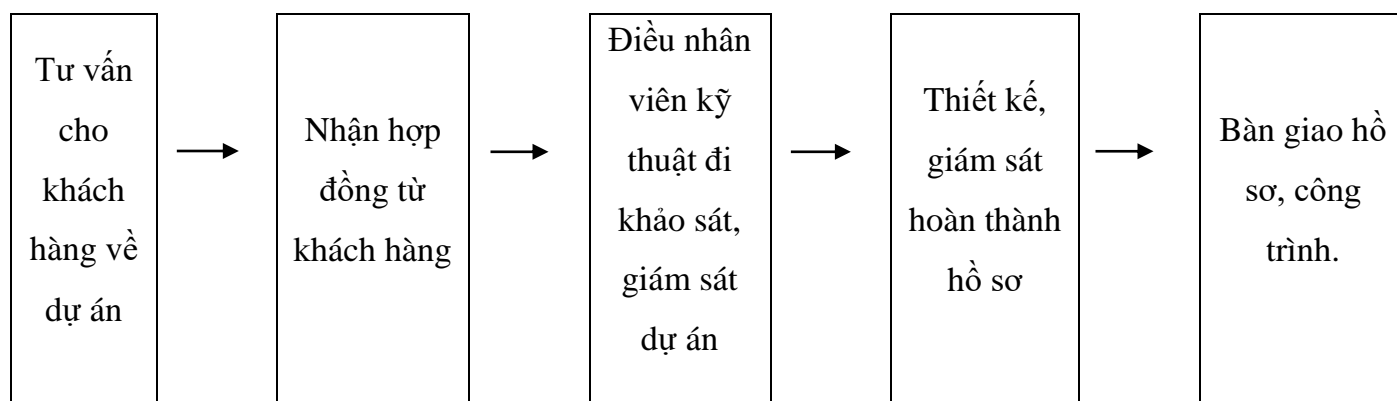 Tư vấn
cho
khách
hàng về
dự án
Nhận hợp
đồng từ
khách hàng
Điều nhân
viên kỹ
thuật đi
khảo sát,
giám sát
dự án
Thiết kế,
giám sát
hoàn thành
hồ sơ
Bàn giao hồ
sơ, công
trình.